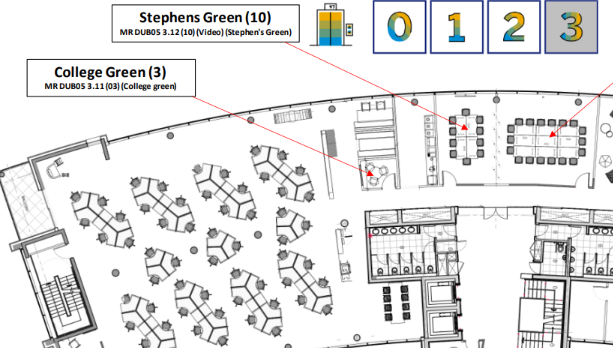 Stephens Green (10)
MR DUB05 3.12 (10) (Video) (Stephen's Green)
0 1 2 3
College Green (3)
MR DUB05 3.11 (03) (College green)